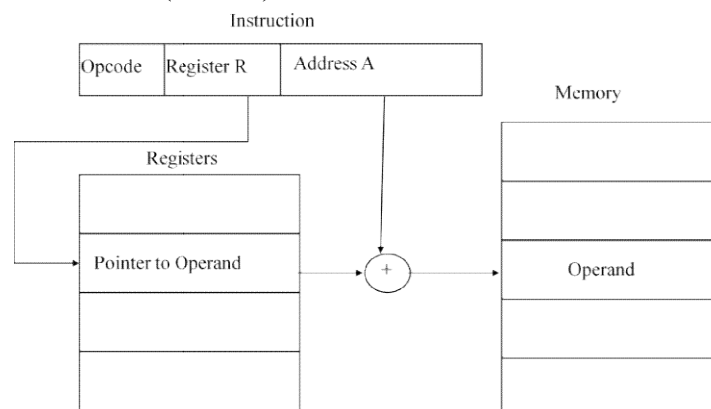 Instruction
Opcode Register R Address A
Memory
Registers
Pointer to Operand + Operand